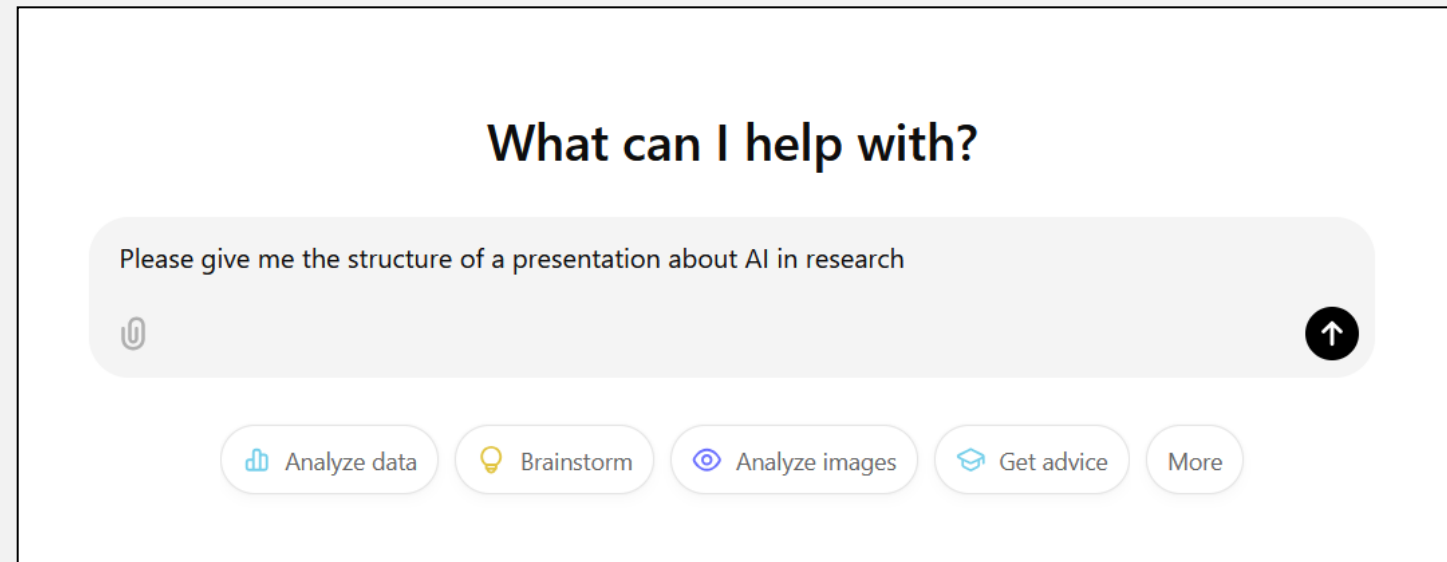 What can I help with?
Please give me the structure of a presentation about AI in research
Analyze data
Brainstorm
Analyze images
Get advice
More